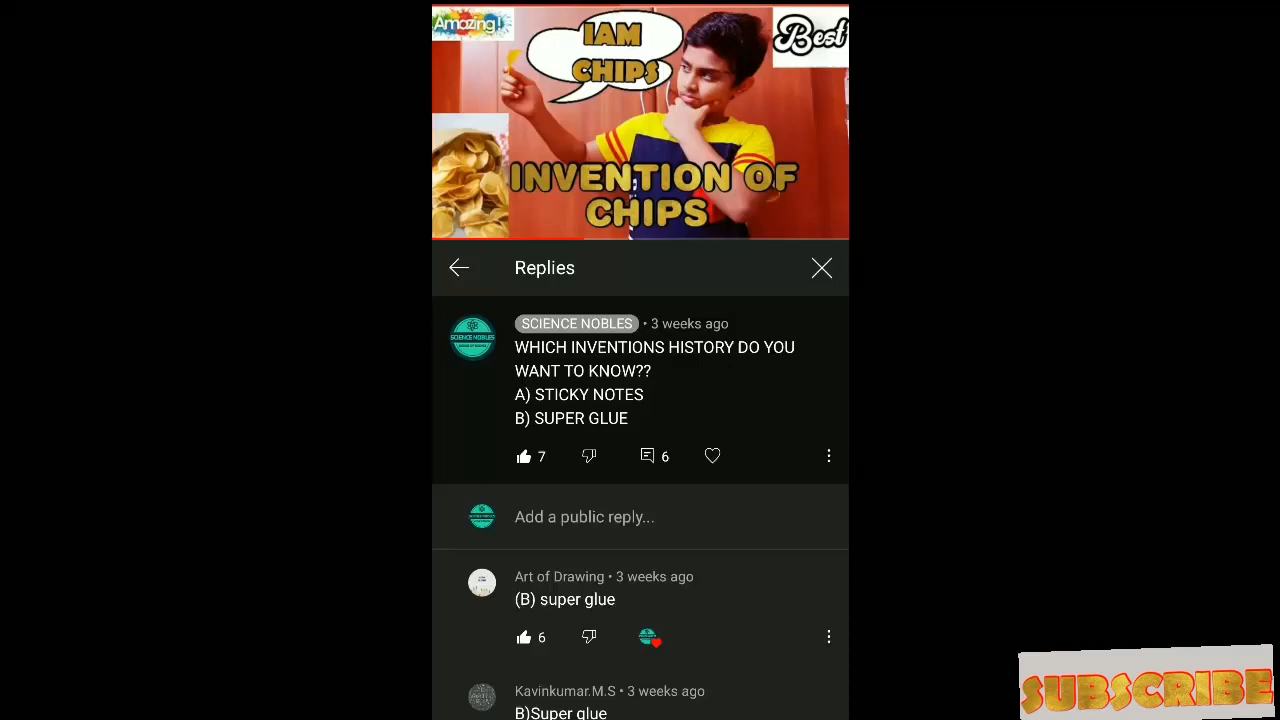 Amazing!
IAM
CHIPS
Best
INVENTION OF
CHIPS
Replies
SCIENCE NOBLES
SCIENCE NOBLES • 3 weeks ago
WHICH INVENTIONS HISTORY DO YOU
WANT TO KNOW??
A) STICKY NOTES
B) SUPER GLUE
7 6
Add a public reply...
Art of Drawing • 3 weeks ago
(B) super glue
6
Kavinkumar.M.S • 3 weeks ago
B)Super glue
SUBSCRIBE